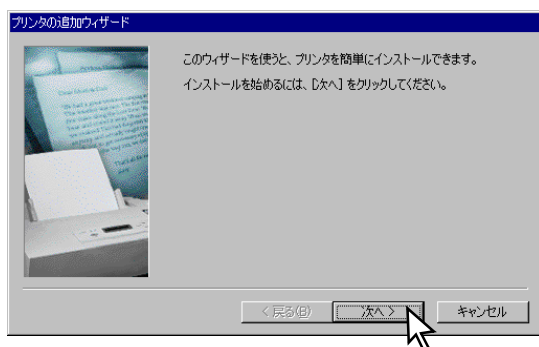 プリンタの追加ウィザード
このウィザードを使うと、プリンタを簡単にインストールできます。
インストールを始めるには、[次へ] をクリックしてください。
Dear Health Club,
< 戻る(B)
次へ >
キャンセル